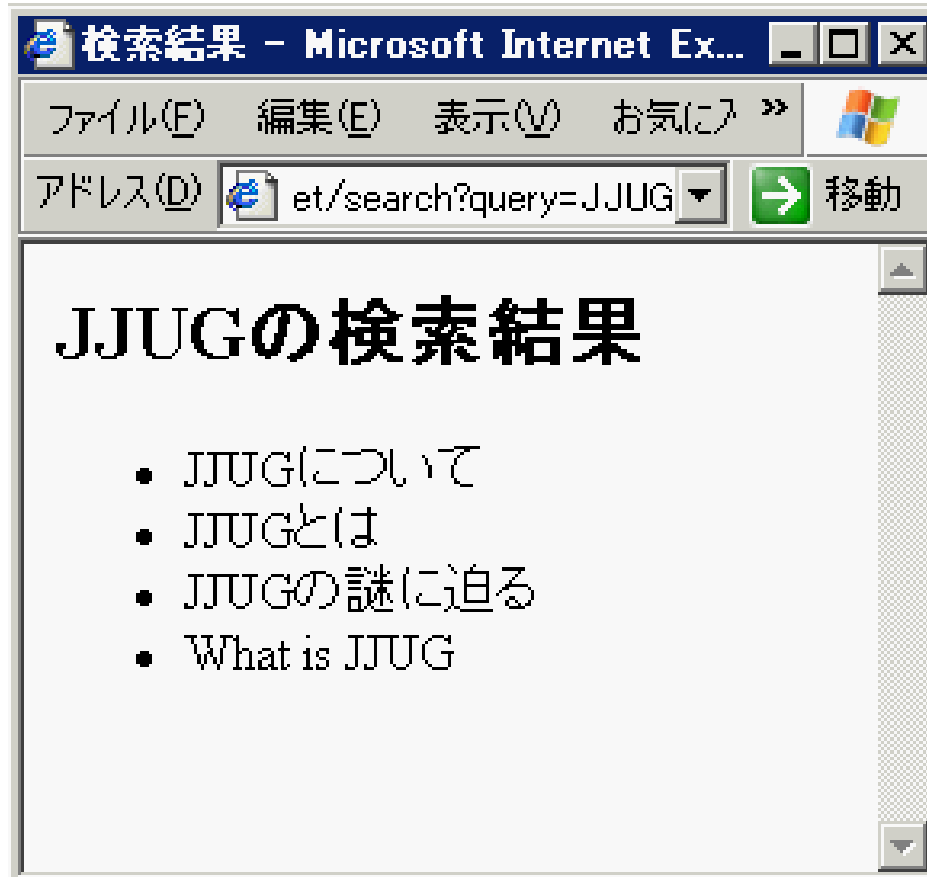 検索結果 - Microsoft Internet Ex...
ファイル(F) 編集(E) 表示(V) お気に入 »
アドレス(D) et/search?query=JJUG 移動
JJUGの検索結果
• JJUGについて
• JJUGとは
• JJUGの謎に迫る
• What is JJUG